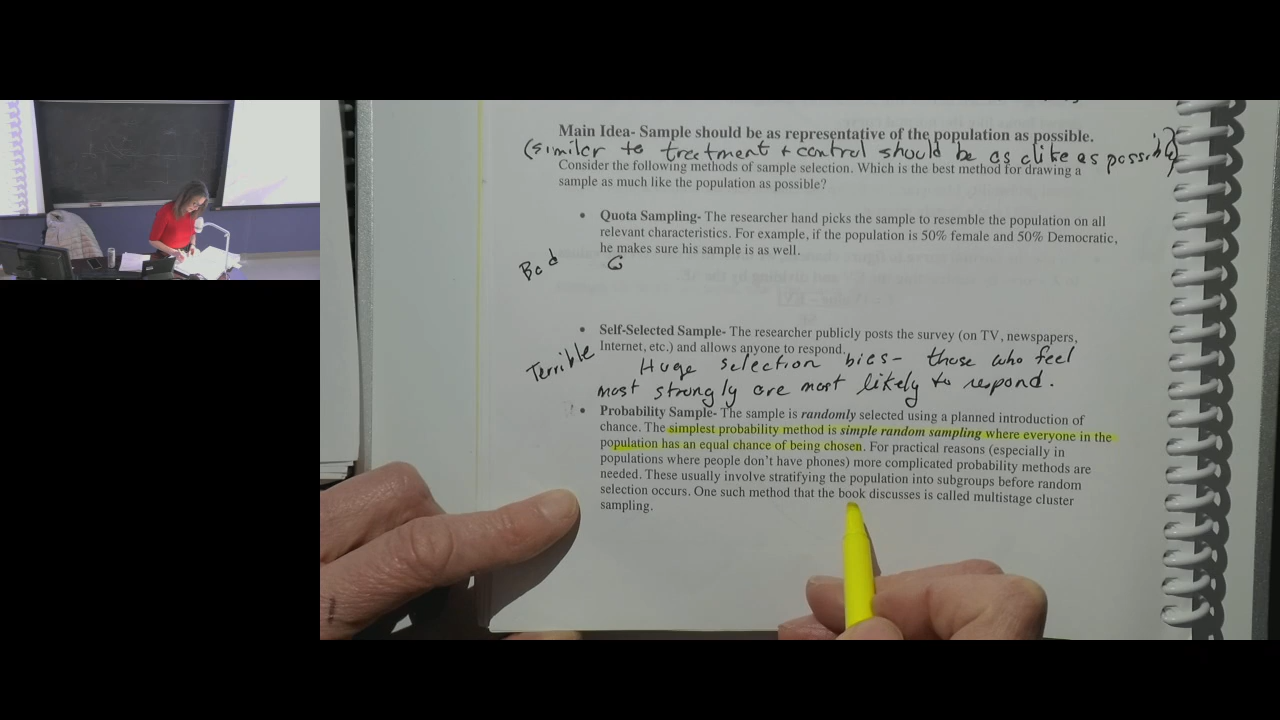 Main Idea- Sample should be as representative of the population as possible.
(similar to treatment + control should be as alike as possible)
Consider the following methods of sample selection. Which is the best method for drawing a
sample as much like the population as possible?
• Quota Sampling- The researcher hand picks the sample to resemble the population on all
relevant characteristics. For example, if the population is 50% female and 50% Democratic,
he makes sure his sample is as well.
Bad
• Self-Selected Sample- The researcher publicly posts the survey (on TV, newspapers,
Internet, etc.) and allows anyone to respond.
Terrible
Huge selection bias- those who feel
most strongly are most likely to respond.
• Probability Sample- The sample is randomly selected using a planned introduction of
chance. The simplest probability method is simple random sampling where everyone in the
population has an equal chance of being chosen. For practical reasons (especially in
populations where people don't have phones) more complicated probability methods are
needed. These usually involve stratifying the population into subgroups before random
selection occurs. One such method that the book discusses is called multistage cluster
sampling.